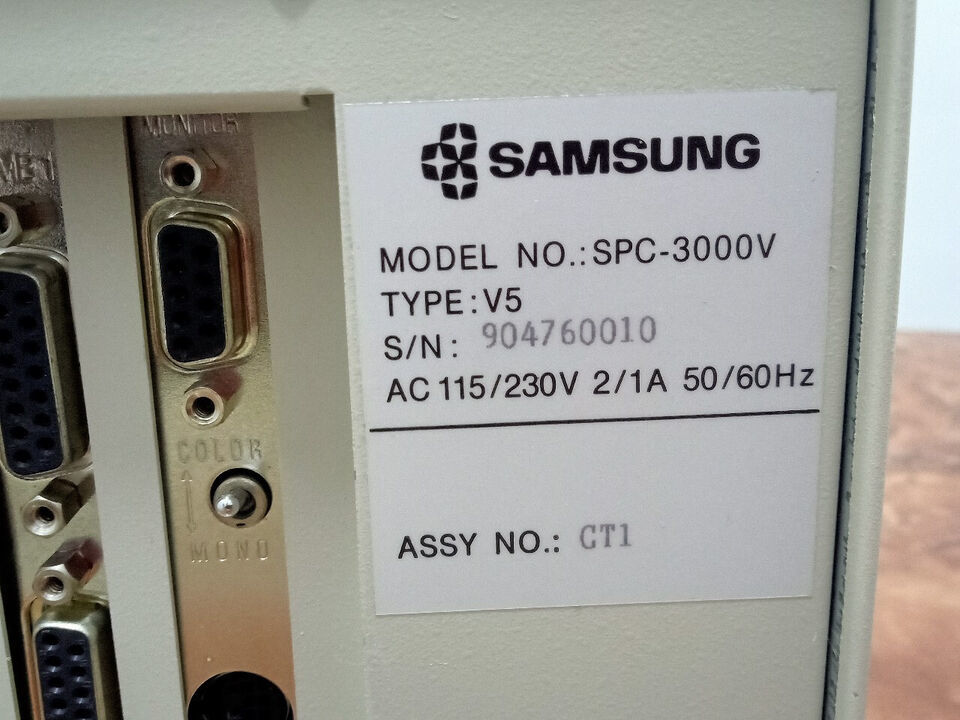 MONITOR
COLOR
MONO
SAMSUNG
MODEL NO.: SPC-3000V
TYPE: V5
S/N: 904760010
AC 115/230V 2/1A 50/60Hz
ASSY NO.: CT1